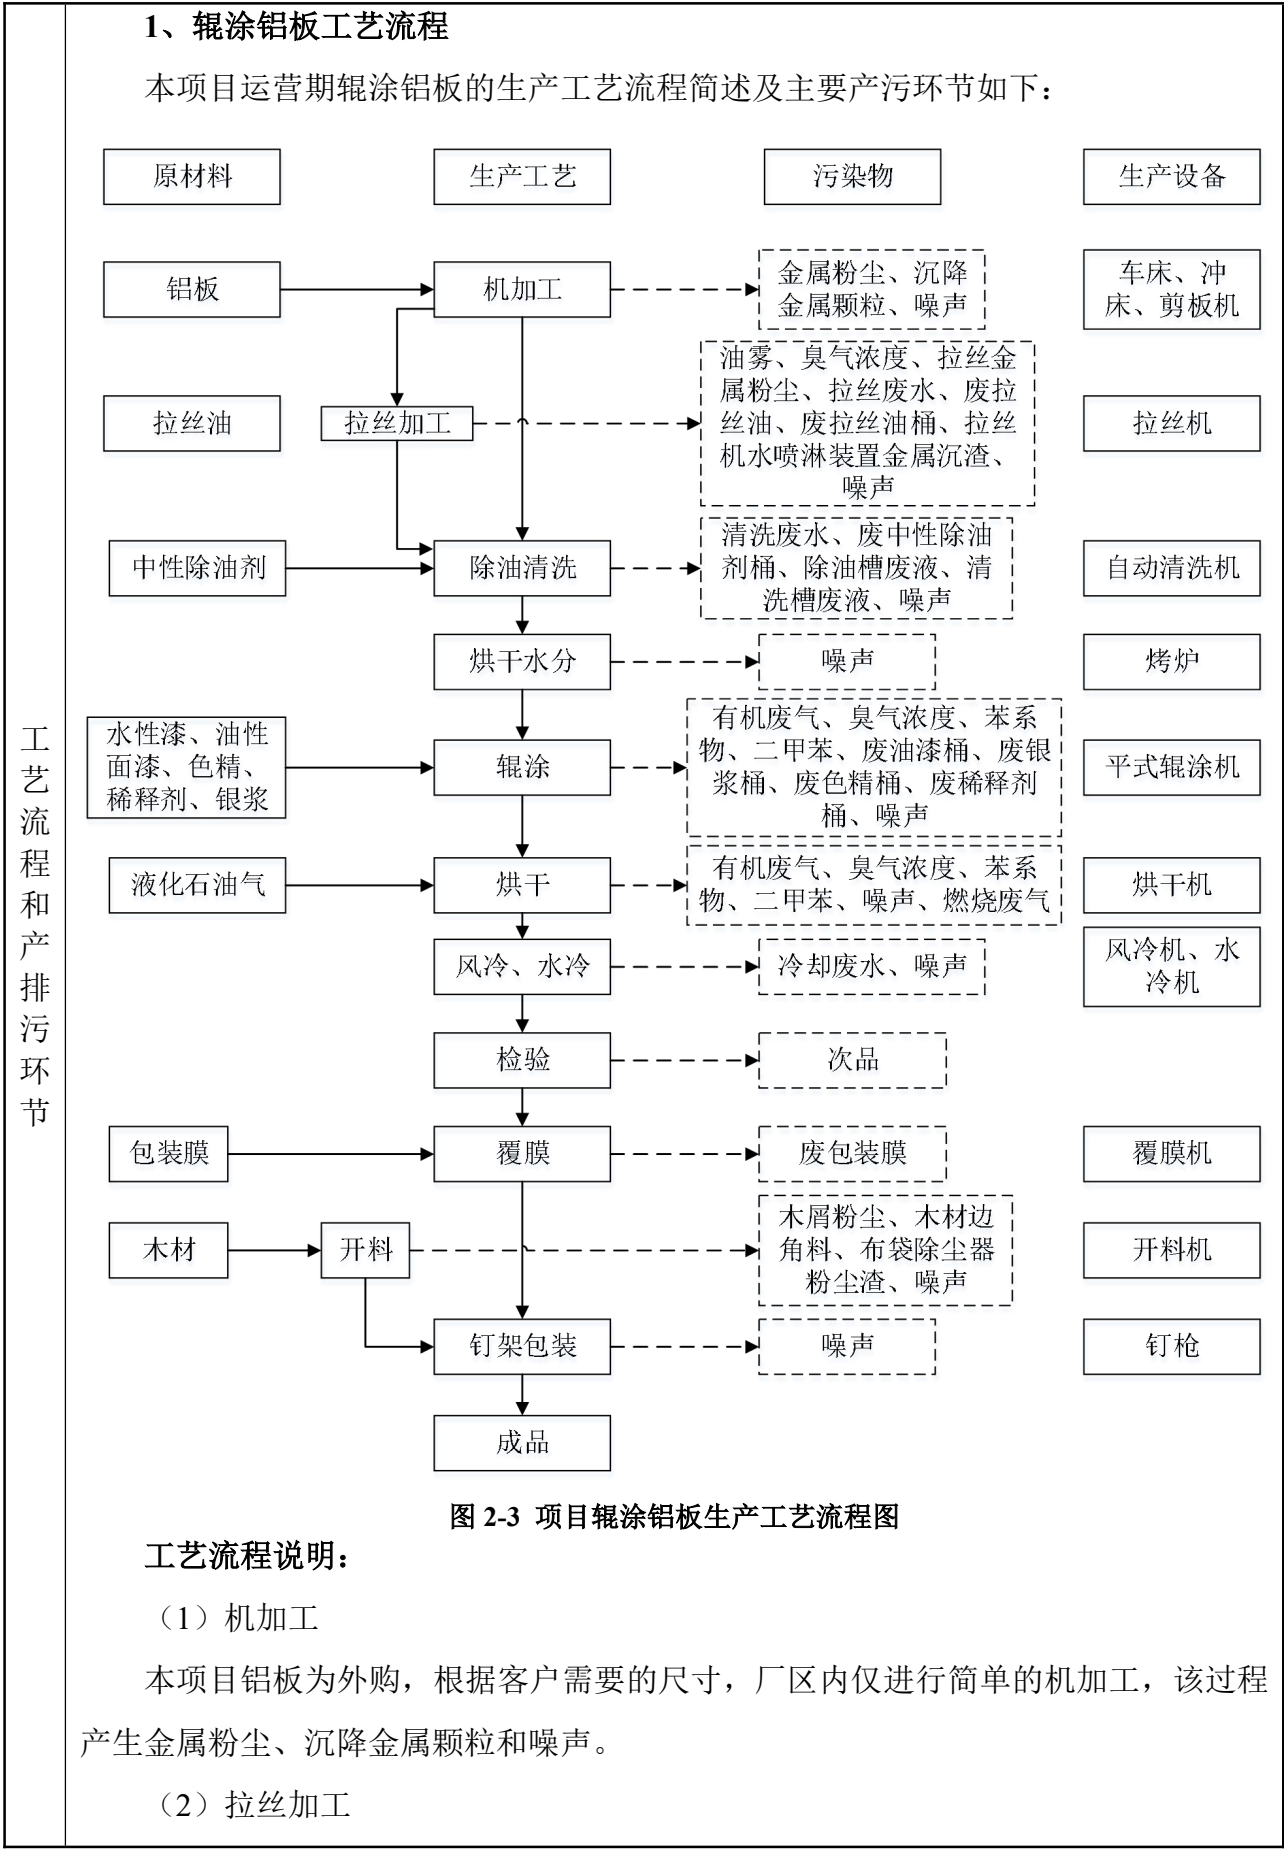 1、辊涂铝板工艺流程
本项目运营期辊涂铝板的生产工艺流程简述及主要产污环节如下：
原材料
生产工艺
污染物
生产设备
铝板
机加工
金属粉尘、沉降
金属颗粒、噪声
车床、冲
床、剪板机
拉丝油
拉丝加工
油雾、臭气浓度、拉丝金
属粉尘、拉丝废水、废拉
丝油、废拉丝油桶、拉丝
机水喷淋装置金属沉渣、
噪声
拉丝机
中性除油剂
除油清洗
清洗废水、废中性除油
剂桶、除油槽废液、清
洗槽废液、噪声
自动清洗机
烘干水分
噪声
烤炉
水性漆、油性
面漆、色精、
稀释剂、银浆
辊涂
有机废气、臭气浓度、苯系
物、二甲苯、废油漆桶、废银
浆桶、废色精桶、废稀释剂
桶、噪声
平式辊涂机
液化石油气
烘干
有机废气、臭气浓度、苯系
物、二甲苯、噪声、燃烧废气
烘干机
风冷、水冷
冷却废水、噪声
风冷机、水
冷机
检验
次品
包装膜
覆膜
废包装膜
覆膜机
木材
开料
木屑粉尘、木材边
角料、布袋除尘器
粉尘渣、噪声
开料机
钉架包装
噪声
钉枪
成品
工艺流程和产排污环节
图 2-3 项目辊涂铝板生产工艺流程图
工艺流程说明：
（1）机加工
本项目铝板为外购，根据客户需要的尺寸，厂区内仅进行简单的机加工，该过程
产生金属粉尘、沉降金属颗粒和噪声。
（2）拉丝加工